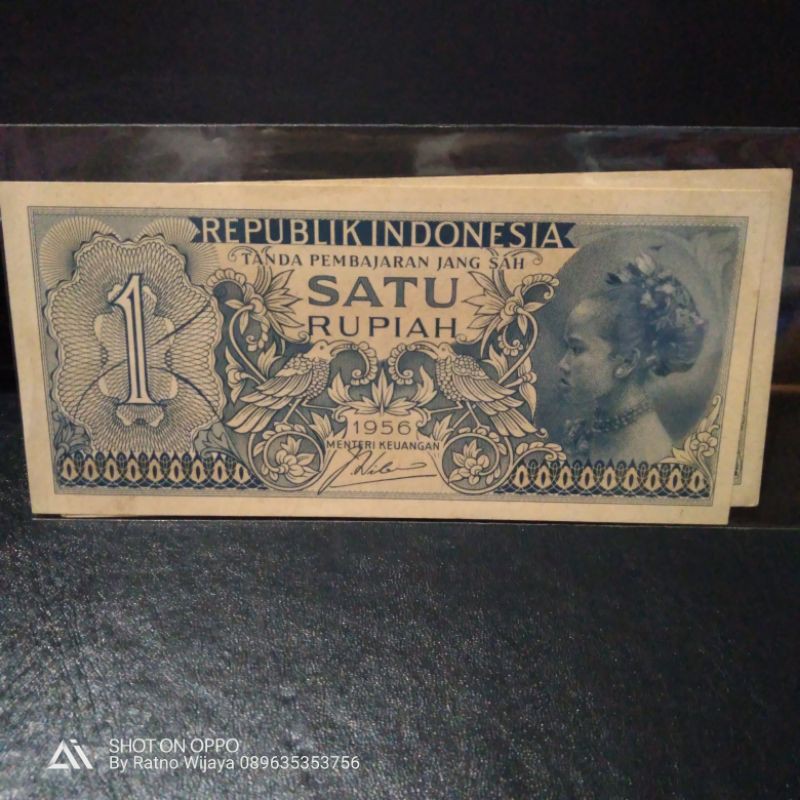 REPUBLIK INDONESIA
TANDA PEMBAJARAN JANG SAH
SATU
RUPIAH
1
1956
MENTERI KEUANGAN
SHOT ON OPPO
By Ratno Wijaya 089635353756